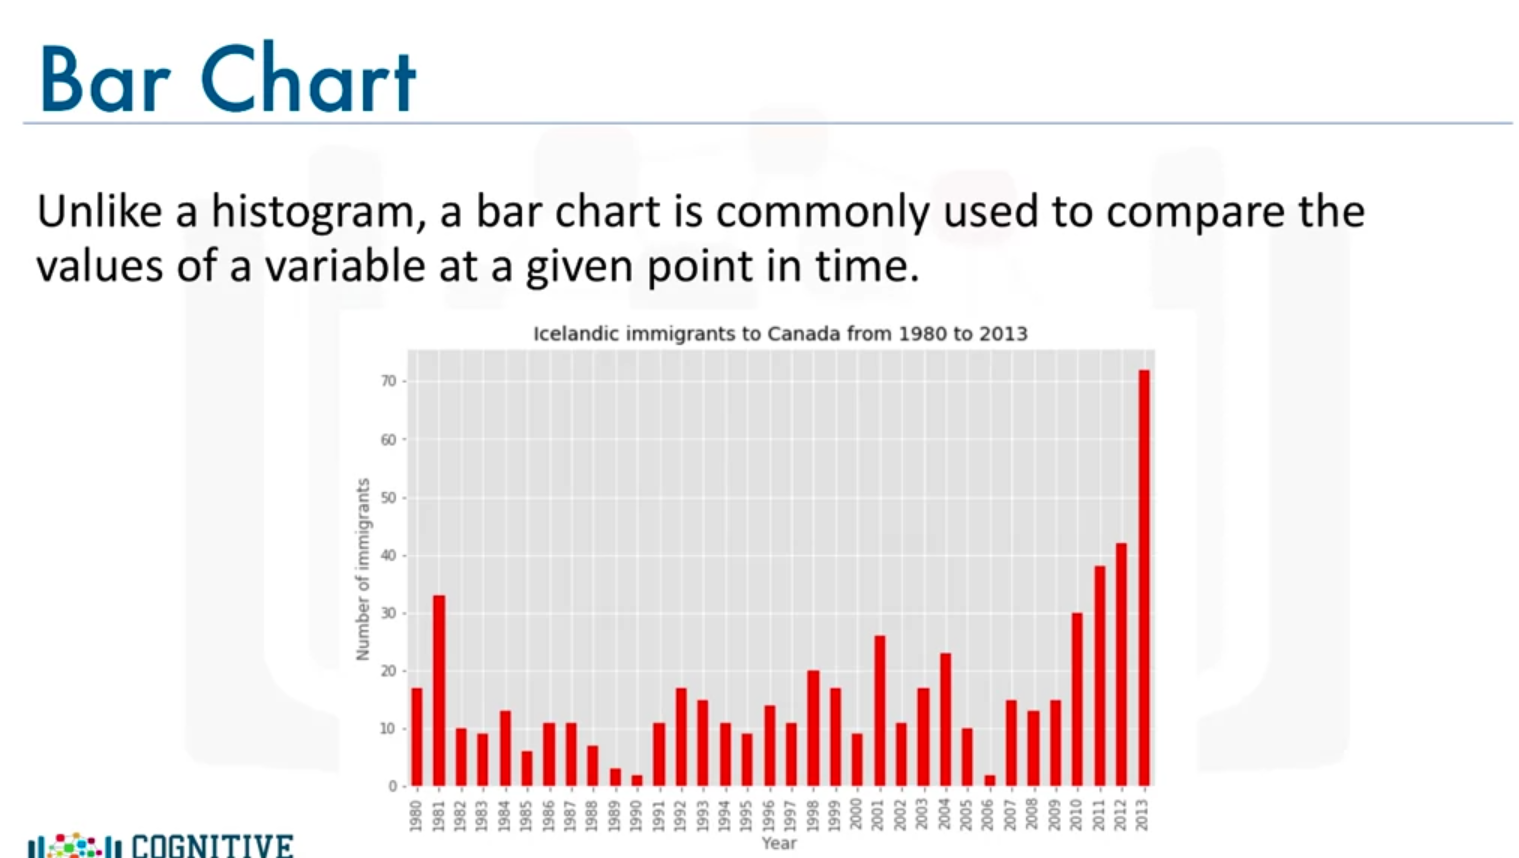 Bar Chart
Unlike a histogram, a bar chart is commonly used to compare the
values of a variable at a given point in time.
Icelandic immigrants to Canada from 1980 to 2013
Number of immigrants
70
60
50
40
30
20
10
0
1980 1981 1982 1983 1984 1985 1986 1987 1988 1989 1990 1991 1992 1993 1994 1995 1996 1997 1998 1999 2000 2001 2002 2003 2004 2005 2006 2007 2008 2009 2010 2011 2012 2013
Year
COGNITIVE